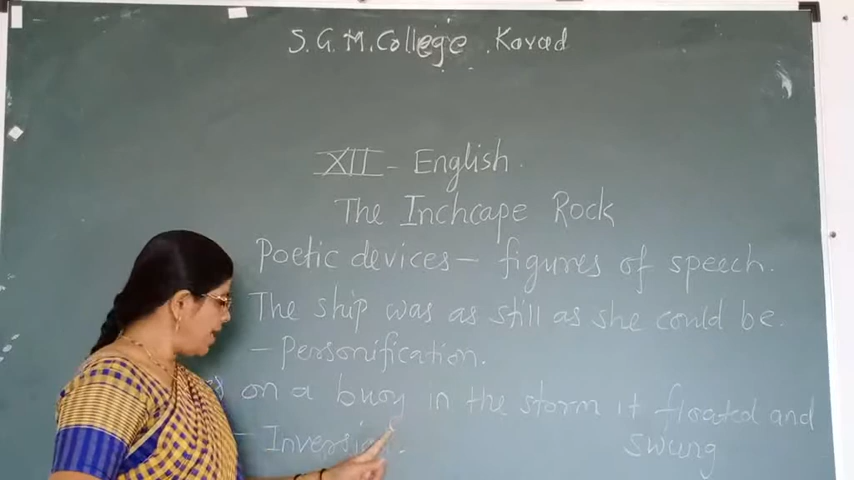 S.G.M. College . Kovad
XII - English.
The Inchcape Rock
Poetic devices - figures of speech.
The ship was as still as she could be.
- Personification.
on a buoy in the storm it floated and
swung
- Inversion.